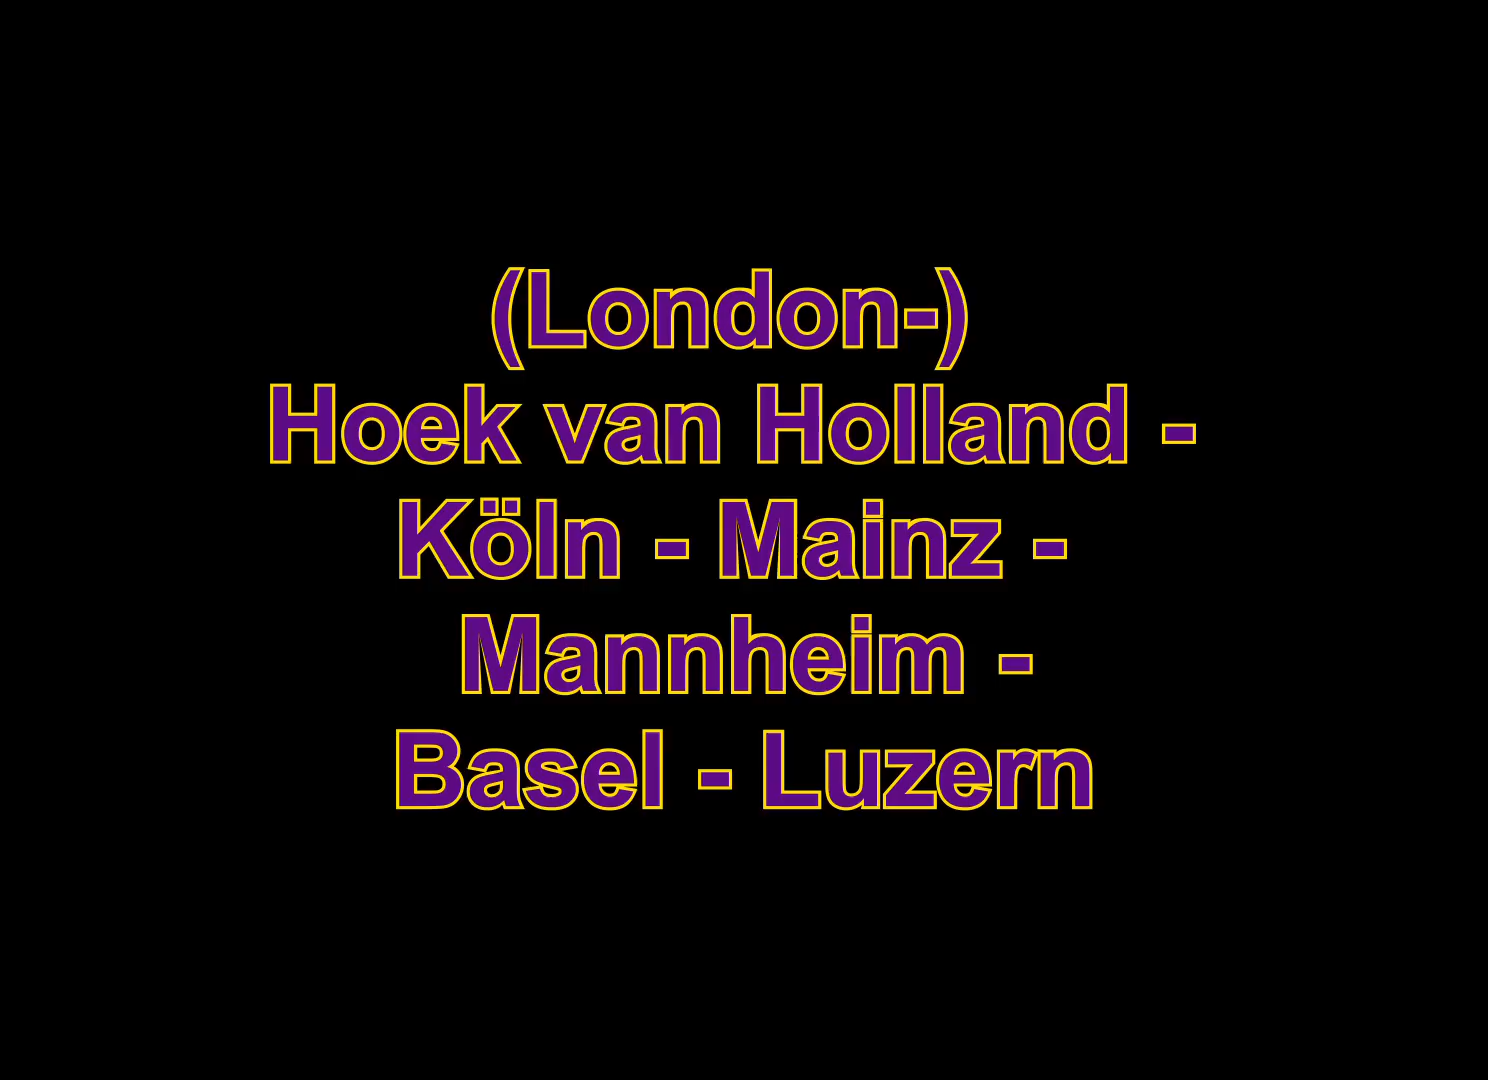 (London-)
Hoek van Holland -
Köln - Mainz -
Mannheim -
Basel - Luzern